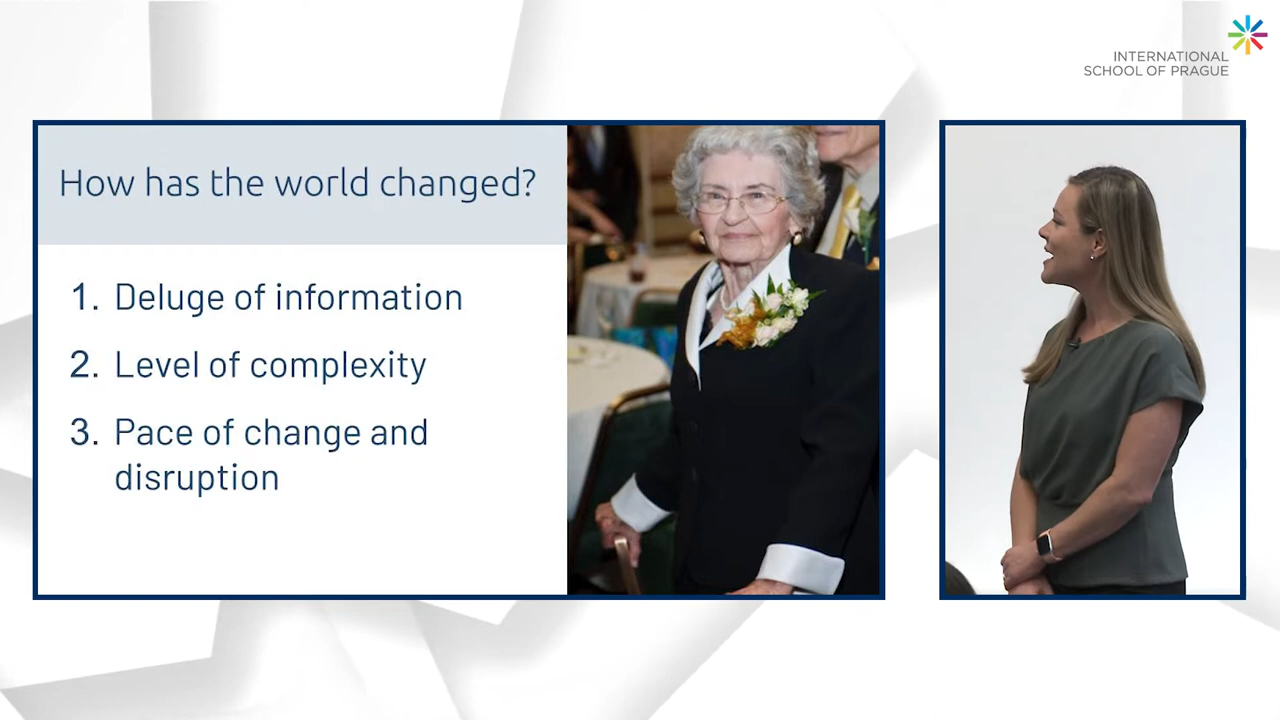 INTERNATIONAL
SCHOOL OF PRAGUE
How has the world changed?
1. Deluge of information
2. Level of complexity
3. Pace of change and
disruption